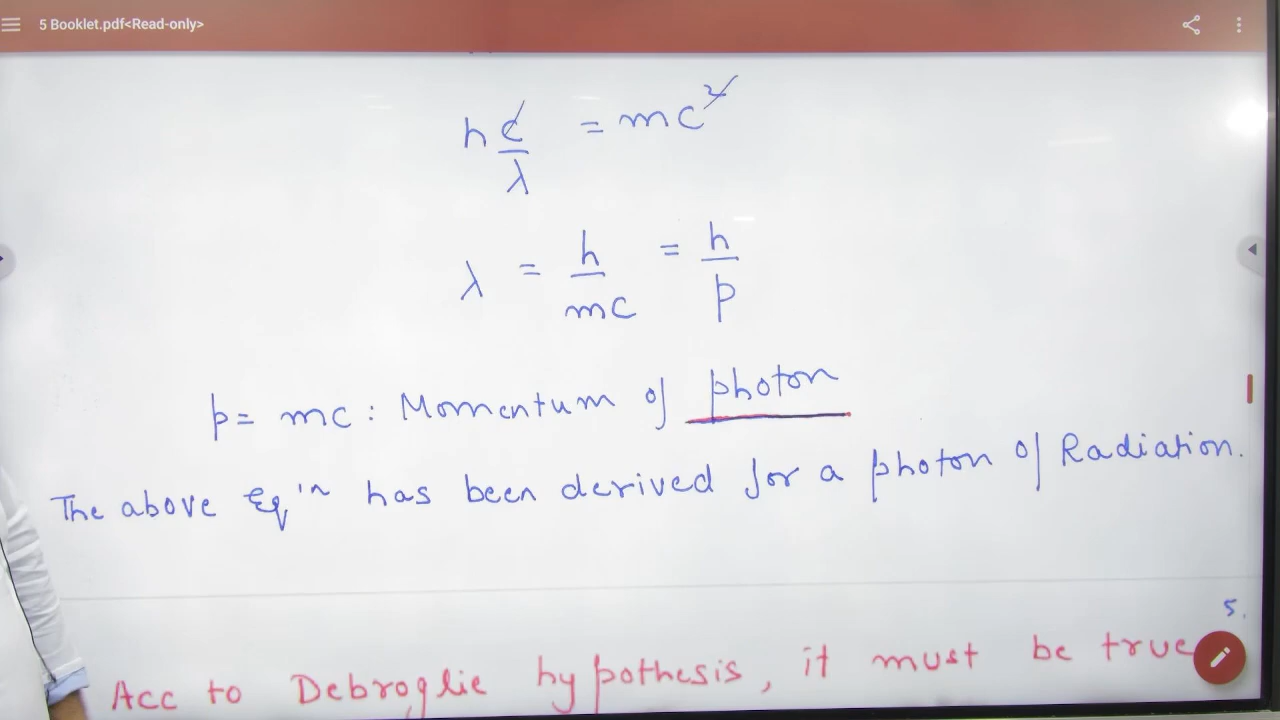 5 Booklet.pdf<Read-only>
hc/λ = mc²
λ = h/mc = h/p
p = mc : Momentum of photon
The above Eq'n has been derived for a photon of Radiation.
5.
Acc to Debroglie hypothesis, it must be true